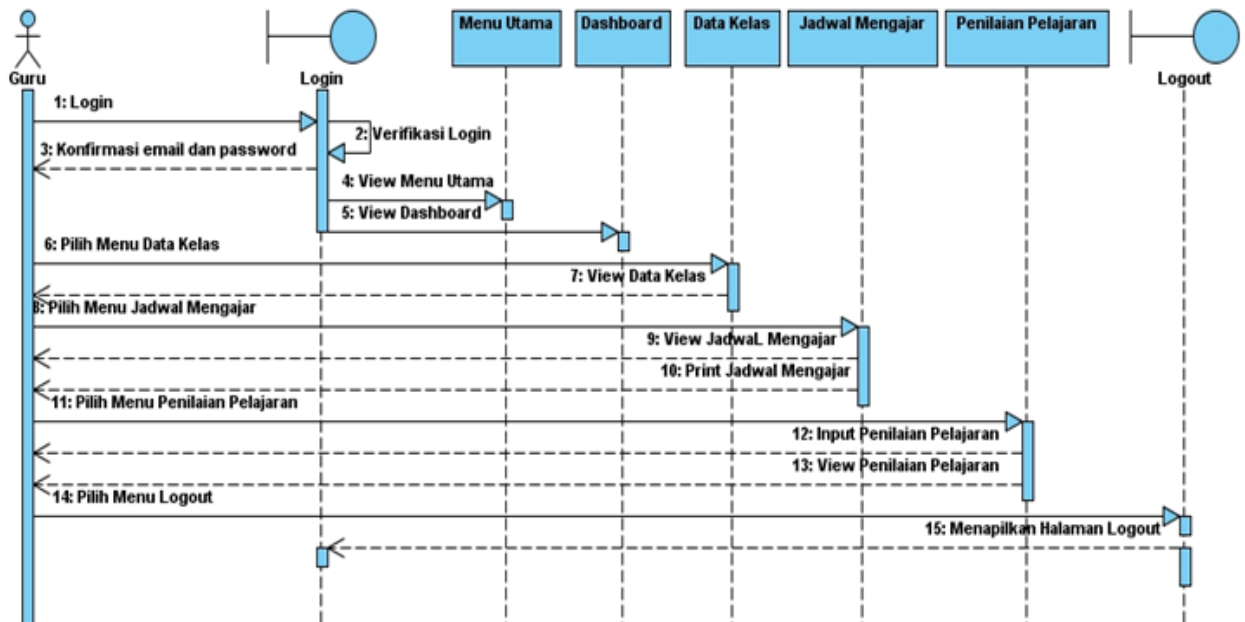 Menu Utama
Dashboard
Data Kelas
Jadwal Mengajar
Penilaian Pelajaran
Guru
Login
Logout
1: Login
2: Verifikasi Login
3: Konfirmasi email dan password
4: View Menu Utama
5: View Dashboard
6: Pilih Menu Data Kelas
7: View Data Kelas
8: Pilih Menu Jadwal Mengajar
9: View JadwaL Mengajar
10: Print Jadwal Mengajar
11: Pilih Menu Penilaian Pelajaran
12: Input Penilaian Pelajaran
13: View Penilaian Pelajaran
14: Pilih Menu Logout
15: Menapilkan Halaman Logout